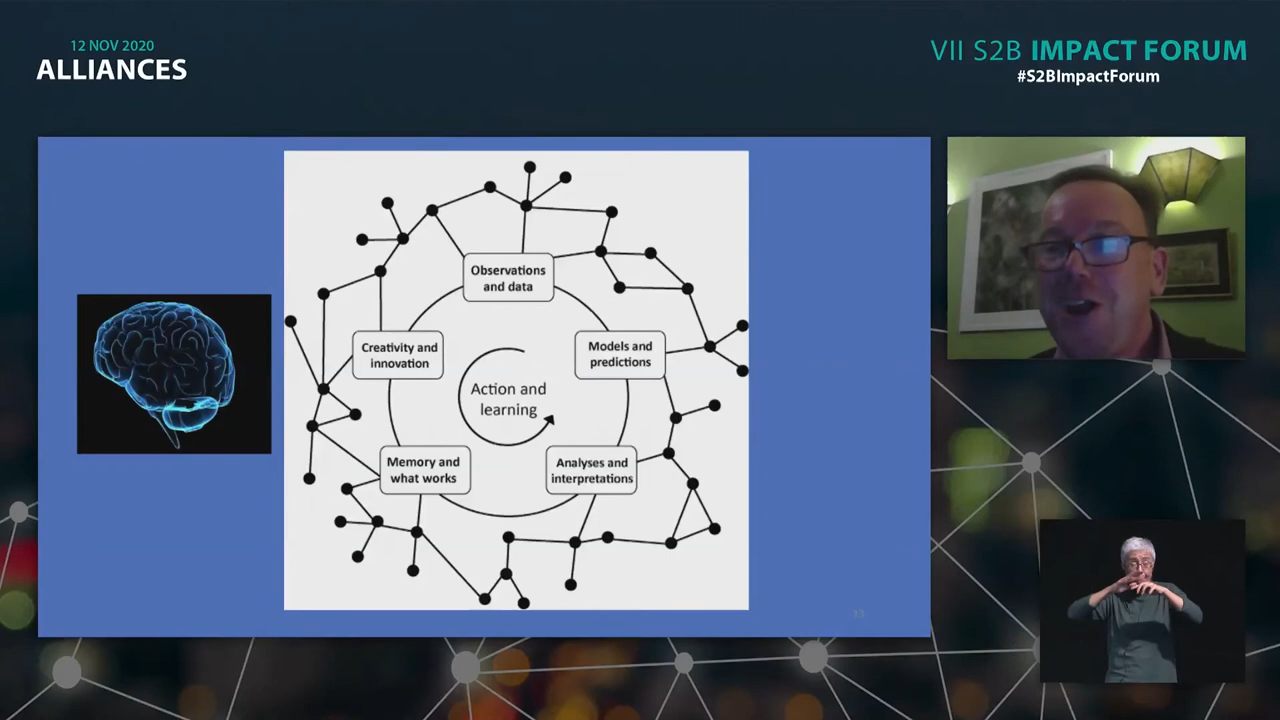 12 NOV 2020
ALLIANCES
VII S2B IMPACT FORUM
#S2BImpactForum
Observations
and data
Creativity and
innovation
Models and
predictions
Action and
learning
Memory and
what works
Analyses and
interpretations